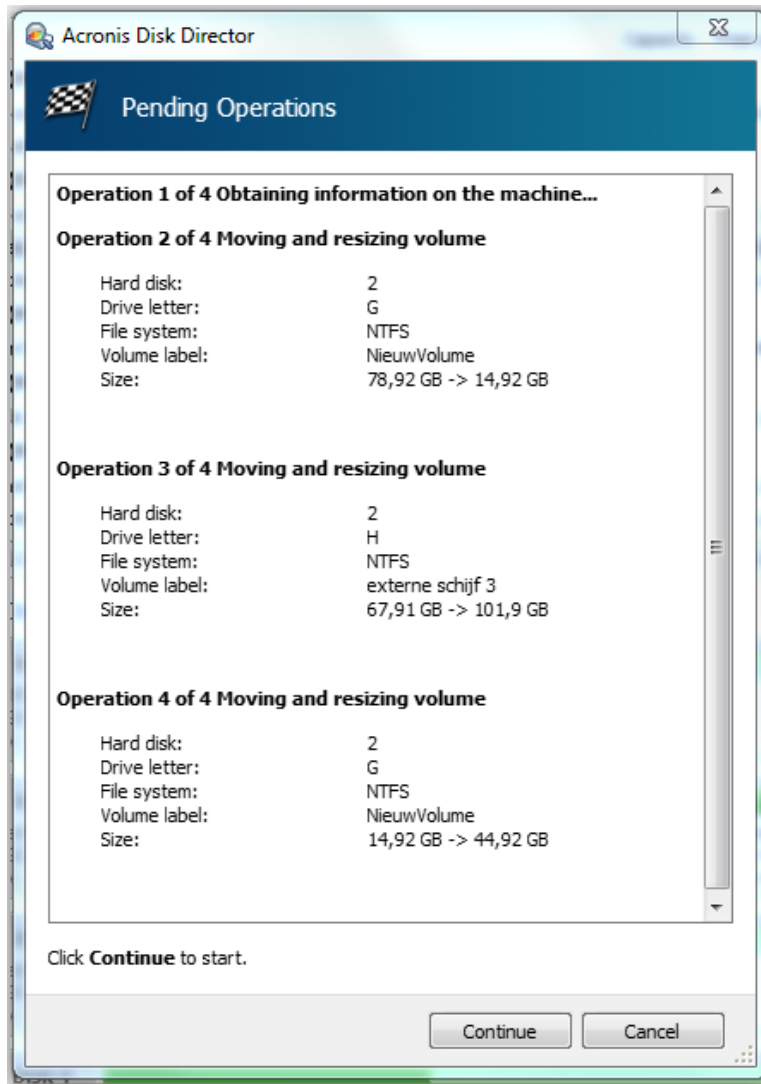 Acronis Disk Director
Pending Operations
Operation 1 of 4 Obtaining information on the machine...
Operation 2 of 4 Moving and resizing volume
Hard disk: 2
Drive letter: G
File system: NTFS
Volume label: NieuwVolume
Size: 78,92 GB -> 14,92 GB
Operation 3 of 4 Moving and resizing volume
Hard disk: 2
Drive letter: H
File system: NTFS
Volume label: externe schijf 3
Size: 67,91 GB -> 101,9 GB
Operation 4 of 4 Moving and resizing volume
Hard disk: 2
Drive letter: G
File system: NTFS
Volume label: NieuwVolume
Size: 14,92 GB -> 44,92 GB
Click Continue to start.
Continue Cancel